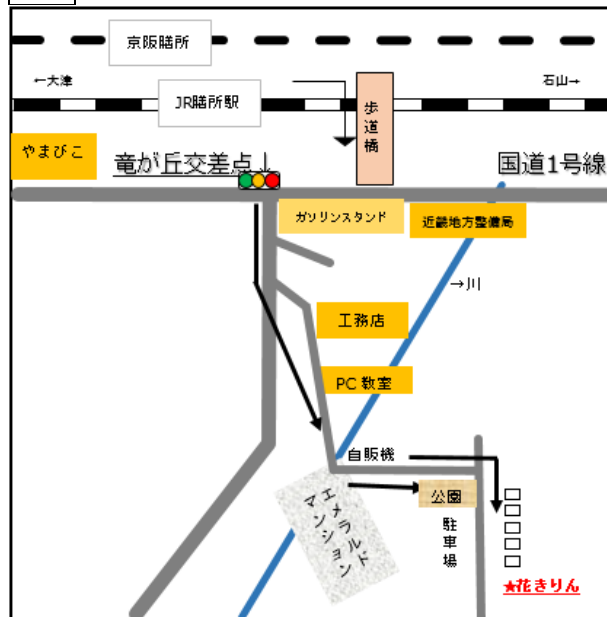 京阪膳所
←大津
石山→
JR膳所駅
歩道橋
やまびこ
竜が丘交差点↓
国道1号線
ガソリンスタンド
近畿地方整備局
→川
工務店
PC 教室
自販機
公園
エメラルド
マンション
駐車場
★花きりん